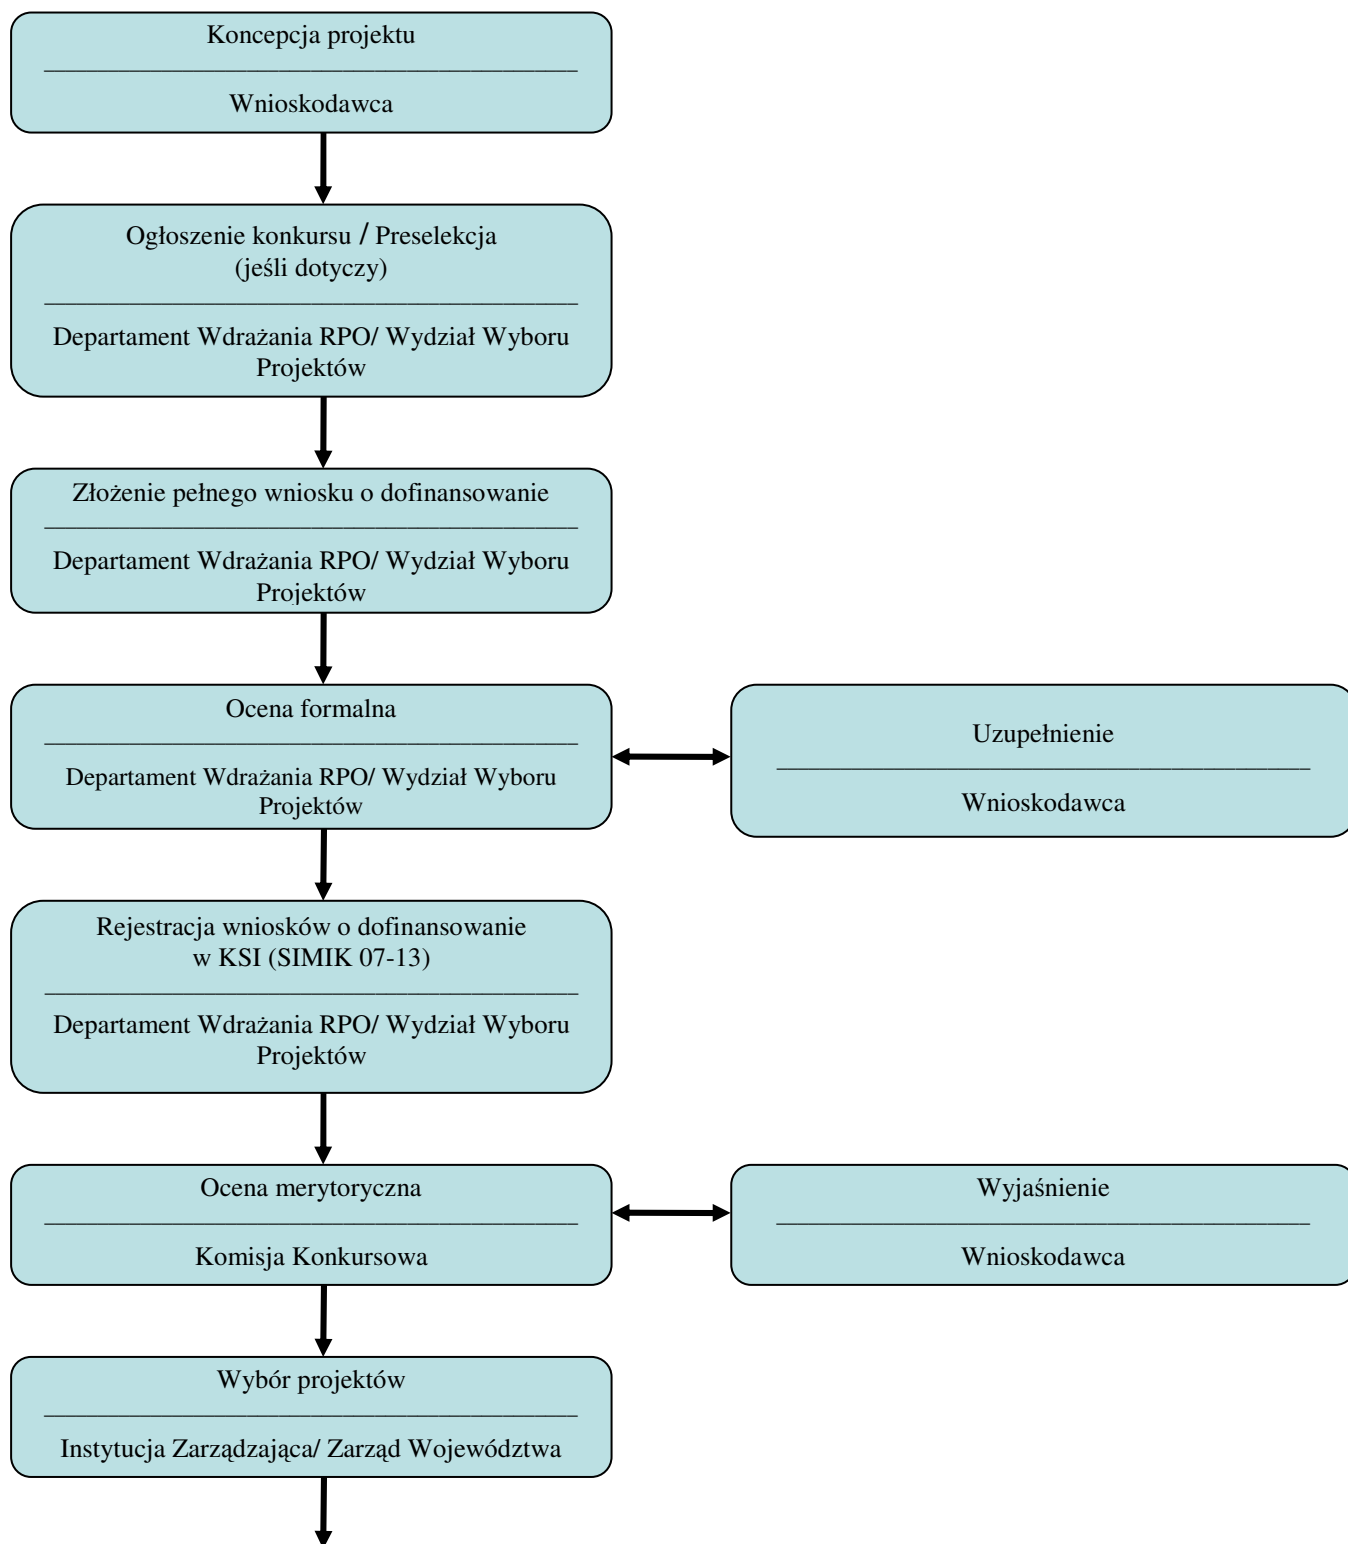 Koncepcja projektu
Wnioskodawca
Ogłoszenie konkursu / Preselekcja
(jeśli dotyczy)
Departament Wdrażania RPO/ Wydział Wyboru
Projektów
Złożenie pełnego wniosku o dofinansowanie
Departament Wdrażania RPO/ Wydział Wyboru
Projektów
Ocena formalna
Departament Wdrażania RPO/ Wydział Wyboru
Projektów
Uzupełnienie
Wnioskodawca
Rejestracja wniosków o dofinansowanie
w KSI (SIMIK 07-13)
Departament Wdrażania RPO/ Wydział Wyboru
Projektów
Ocena merytoryczna
Komisja Konkursowa
Wyjaśnienie
Wnioskodawca
Wybór projektów
Instytucja Zarządzająca/ Zarząd Województwa